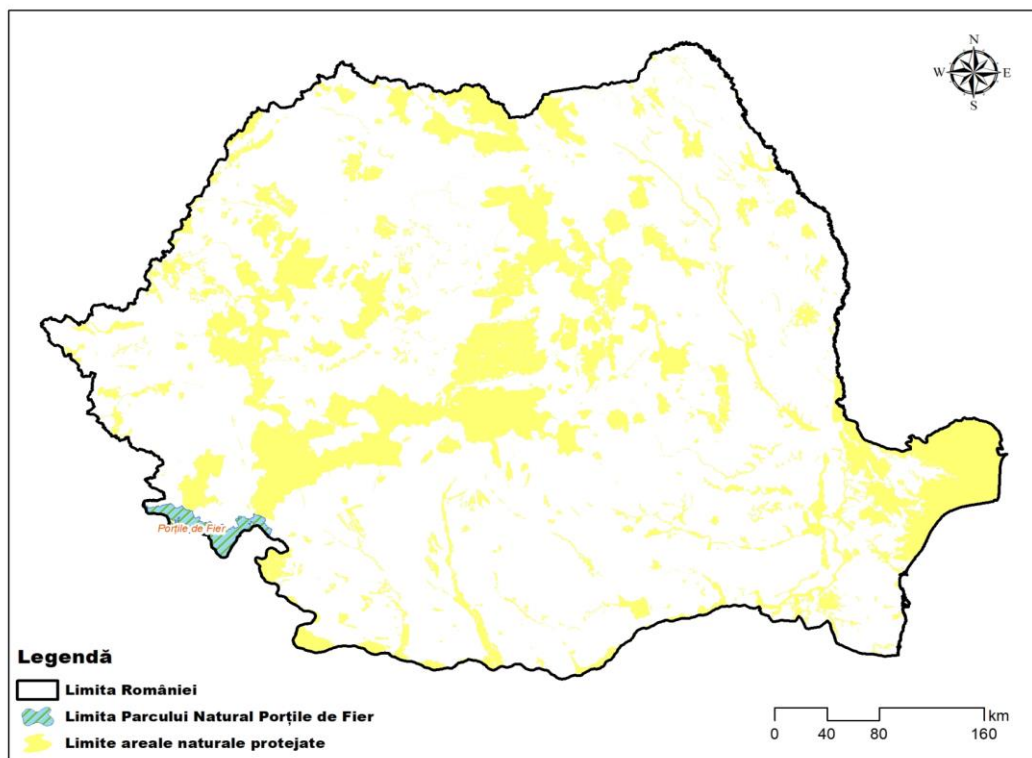 N
W E
S
Porțile de Fier
Legendă
Limita României
Limita Parcului Natural Porțile de Fier
Limite areale naturale protejate
km
0 40 80 160